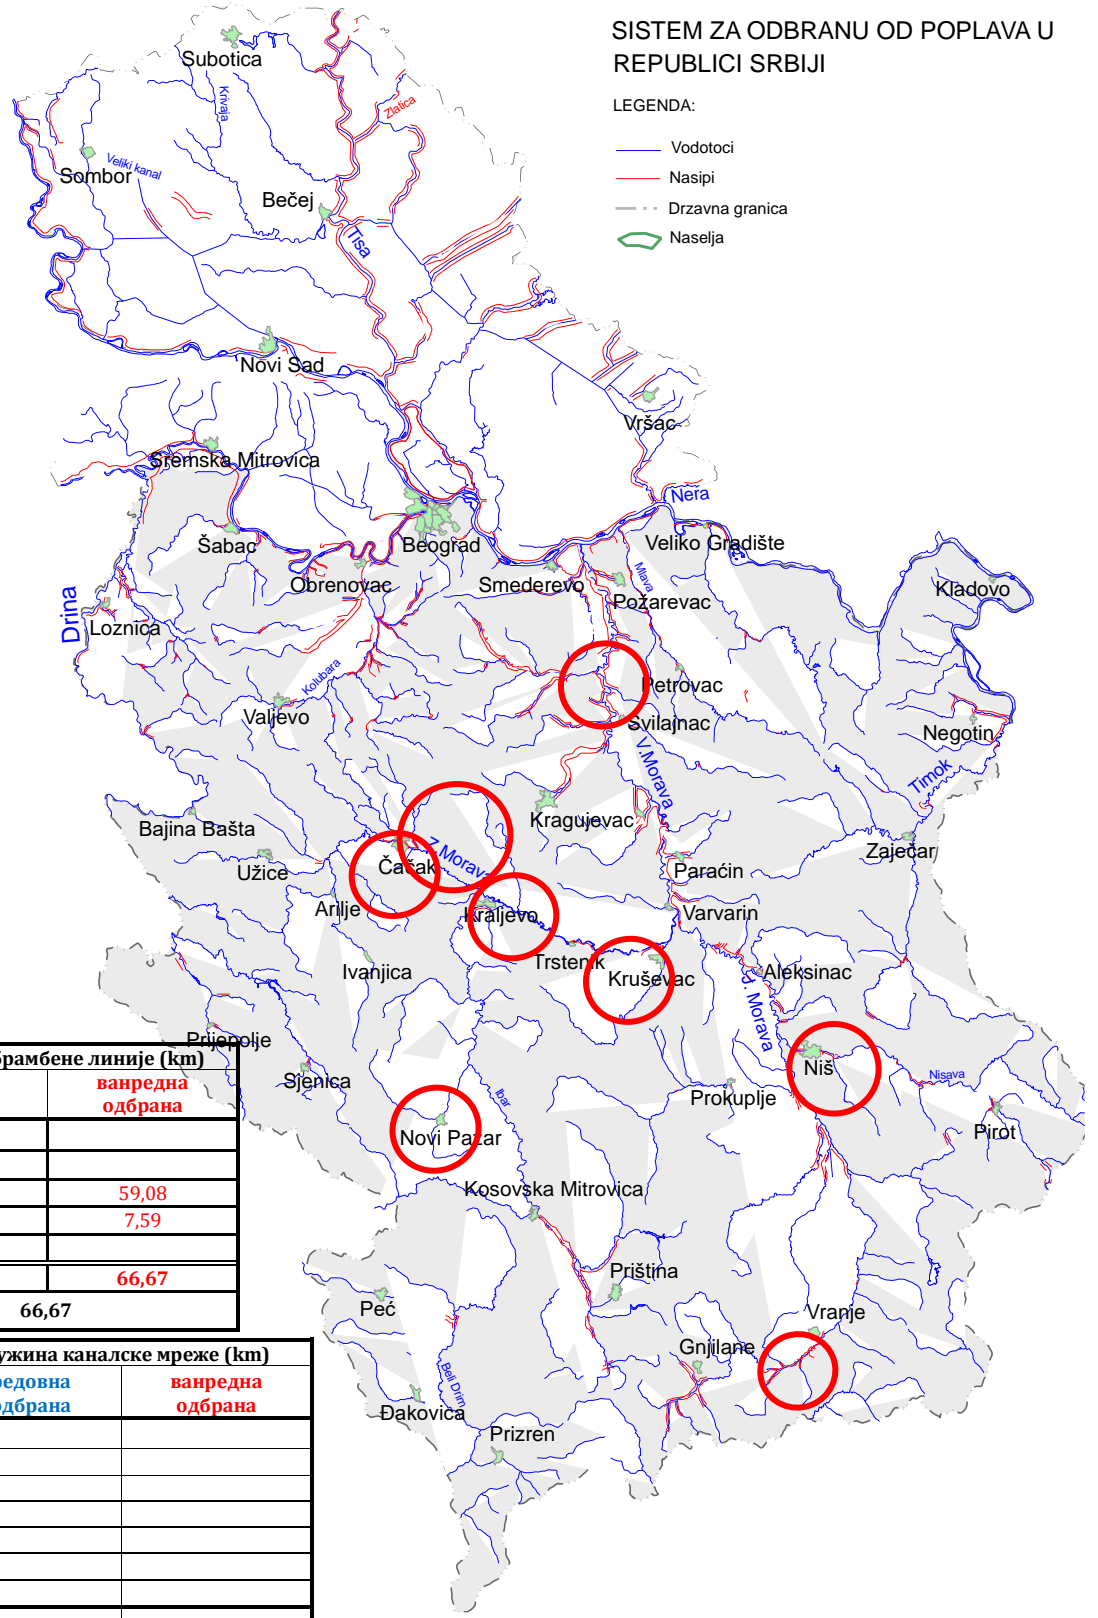 SISTEM ZA ODBRANU OD POPLAVA U
REPUBLICI SRBIJI
LEGENDA:
Vodotoci
Nasipi
Drzavna granica
Naselja
Subotica
Krivaja
Zlatica
Sombor
Veliki kanal
Bečej
Tisa
Novi Sad
Vršac
Sremska Mitrovica
Nera
Šabac
Beograd
Veliko Gradište
Obrenovac
Smederevo
Mlava
Kladovo
Požarevac
Drina
Loznica
Kolubara
Petrovac
Valjevo
Svilajnac
Negotin
V.Morava
Timok
Bajina Bašta
Kragujevac
Užice
Čačak
Z.Morava
Paraćin
Zaječar
Arilje
Kraljevo
Varvarin
Ivanjica
Trstenik
Kruševac
Aleksinac
J. Morava
Prijepolje
Sjenica
Ibar
Niš
Nisava
Prokuplje
Pirot
Novi Pazar
Kosovska Mitrovica
Priština
Peć
Vranje
Gnjilane
Beli Drim
Đakovica
Prizren
брамбене линије (km)
ванредна
одбрана
59,08
7,59
66,67
66,67
ужина каналске мреже (km)
редовна ванредна
одбрана одбрана